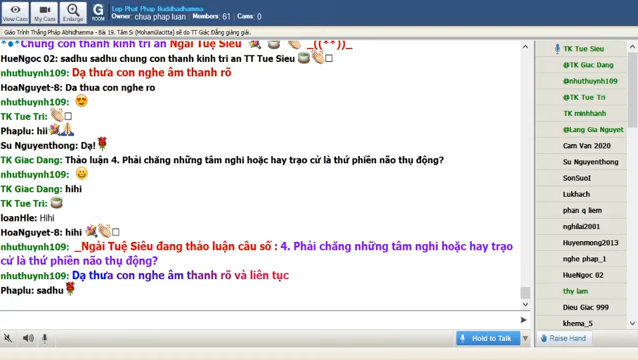 Lop Phat Phap Buddhadhamma
Owner: chua phap luan Members: 61 Cams: 0
View Cam
My Cam
Enlarge
G
ROOM
Giáo Trình Thắng Pháp Abhidhamma - Bài 19. Tâm Si (MohamGacitta) sẽ do TT Giác Đẳng giảng giải.
*●*Chúng con thành kính tri ân Ngài Tuệ Siêu _((**))_
HueNgoc 02: sadhu sadhu chung con thanh kinh tri an TT Tue Sieu
nhuthuynh109: Dạ thưa con nghe âm thanh rõ
HoaNguyet-8: Da thua con nghe ro
nhuthuynh109:
TK Tue Tri:
Phaplu: hii
Su Nguyenthong: Dạ!
TK Giac Dang: Thảo luận 4. Phải chăng những tâm nghi hoặc hay trạo cử là thứ phiền não thụ động?
nhuthuynh109:
TK Giac Dang: hihi
TK Tue Tri:
loanHle: Hihi
HoaNguyet-8: hihi
nhuthuynh109: _Ngài Tuệ Siêu đang thảo luận câu số : 4. Phải chăng những tâm nghi hoặc hay trạo
cử là thứ phiền não thụ động?
nhuthuynh109: Dạ thưa con nghe âm thanh rõ và liên tục
Phaplu: sadhu
Hold to Talk
TK Tue Sieu
@TK Giac Dang
@nhuthuynh109
@TK Tue Tri
TK minhhanh
@Lang Gia Nguyet
Cam Van 2020
Su Nguyenthong
SonSuoI
Lukhach
phan q liem
nghilai2001
Huyenmong2013
nghe phap_1
HueNgoc 02
thy lam
Dieu Giac 999
khema_5
Raise Hand